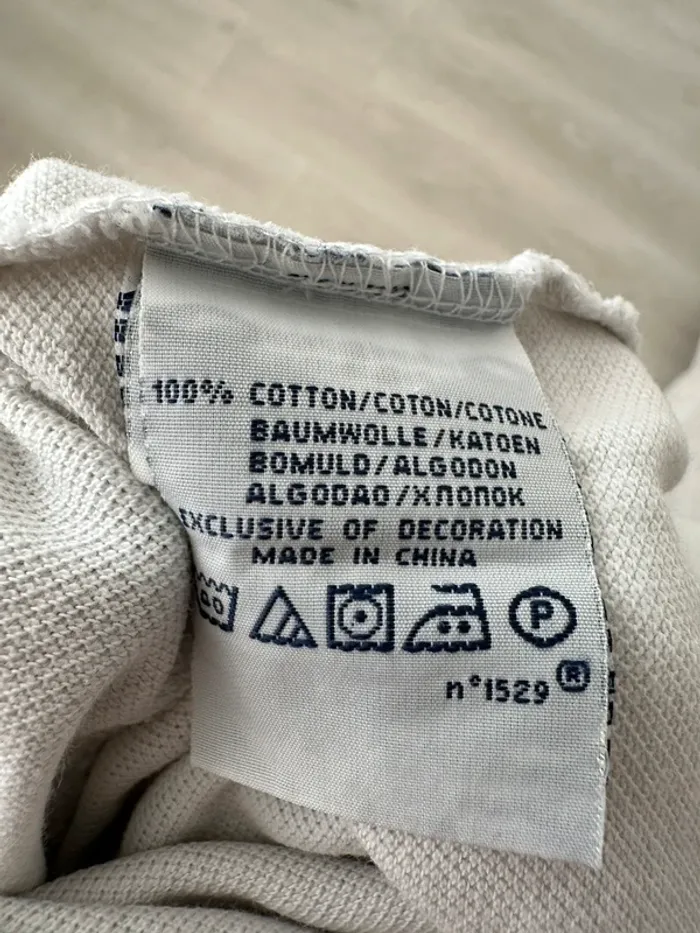 100% COTTON/COTON/COTONE
BAUMWOLLE/KATOEN
BOMULD/ALGODON
ALGODAO/ХЛОПОК
EXCLUSIVE OF DECORATION
MADE IN CHINA
P
n°1529 ®